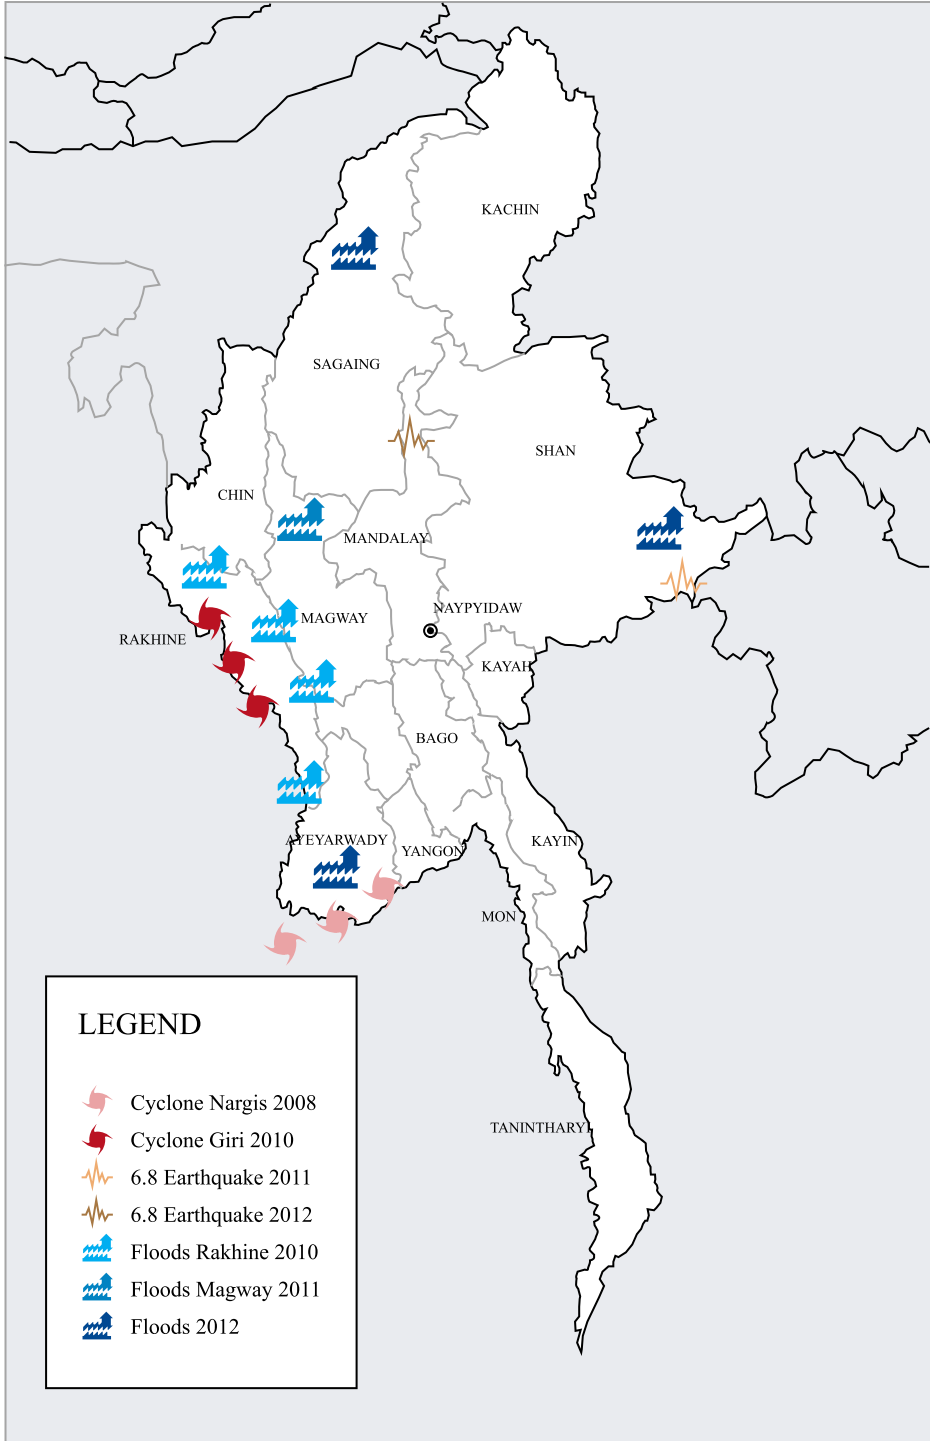 KACHIN
SAGAING
SHAN
CHIN
MANDALAY
NAYPYIDAW
MAGWAY
RAKHINE
KAYAH
BAGO
AYEYARWADY
YANGON
KAYIN
MON
TANINTHARYI
LEGEND
Cyclone Nargis 2008
Cyclone Giri 2010
6.8 Earthquake 2011
6.8 Earthquake 2012
Floods Rakhine 2010
Floods Magway 2011
Floods 2012